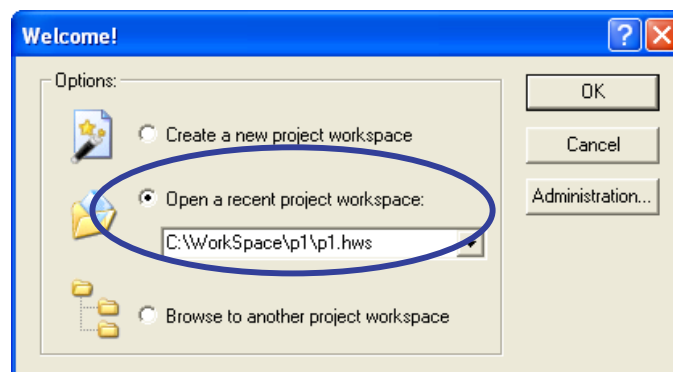 Welcome!
Options:
OK
Create a new project workspace
Cancel
Open a recent project workspace:
Administration...
C:\WorkSpace\p1\p1.hws
Browse to another project workspace